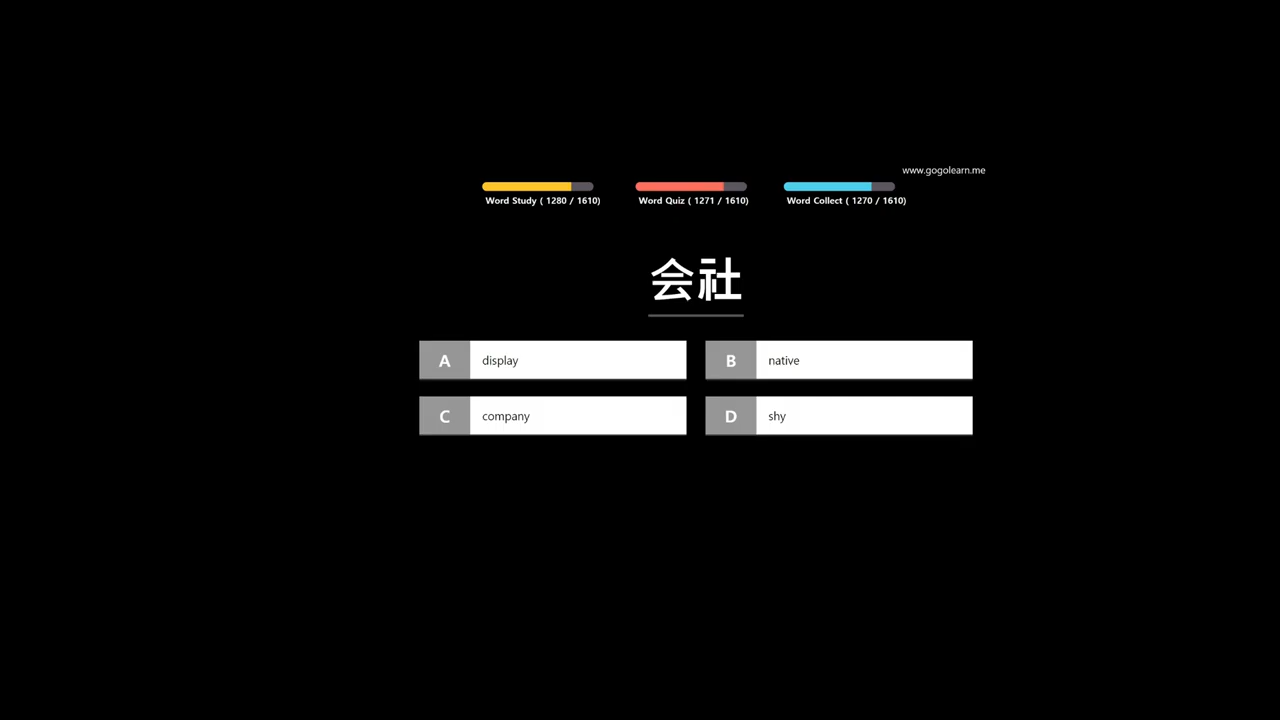 www.gogolearn.me
Word Study ( 1280 / 1610)
Word Quiz ( 1271 / 1610)
Word Collect ( 1270 / 1610)
会社
A display
B native
C company
D shy